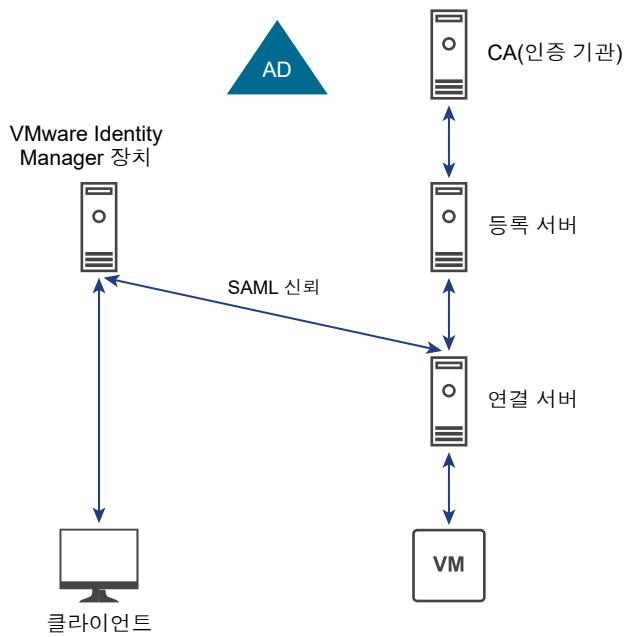 AD
CA(인증 기관)
VMware Identity
Manager 장치
등록 서버
SAML 신뢰
연결 서버
VM
클라이언트